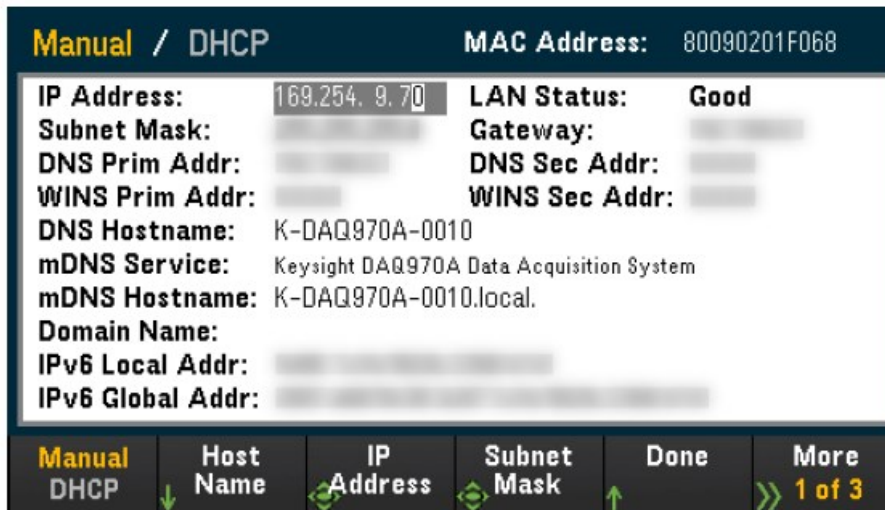 Manual / DHCP MAC Address: 80090201F068
IP Address: 169.254. 9. 70 LAN Status: Good
Subnet Mask: Gateway:
DNS Prim Addr: DNS Sec Addr:
WINS Prim Addr: WINS Sec Addr:
DNS Hostname: K-DAQ970A-0010
mDNS Service: Keysight DAQ970A Data Acquisition System
mDNS Hostname: K-DAQ970A-0010.local.
Domain Name:
IPv6 Local Addr:
IPv6 Global Addr:
Manual Host IP Subnet Done More
DHCP Name Address Mask 1 of 3